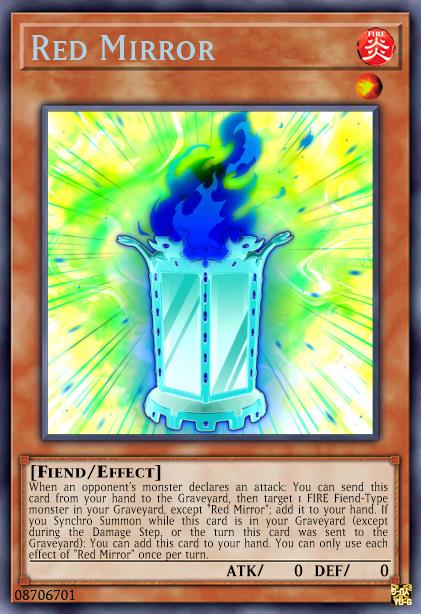 RED MIRROR
FIRE
炎
[FIEND/EFFECT]
When an opponent's monster declares an attack: You can send this
card from your hand to the Graveyard, then target 1 FIRE Fiend-Type
monster in your Graveyard, except "Red Mirror"; add it to your hand. If
you Synchro Summon while this card is in your Graveyard (except
during the Damage Step, or the turn this card was sent to the
Graveyard): You can add this card to your hand. You can only use each
effect of "Red Mirror" once per turn.
ATK/ 0 DEF/ 0
08706701